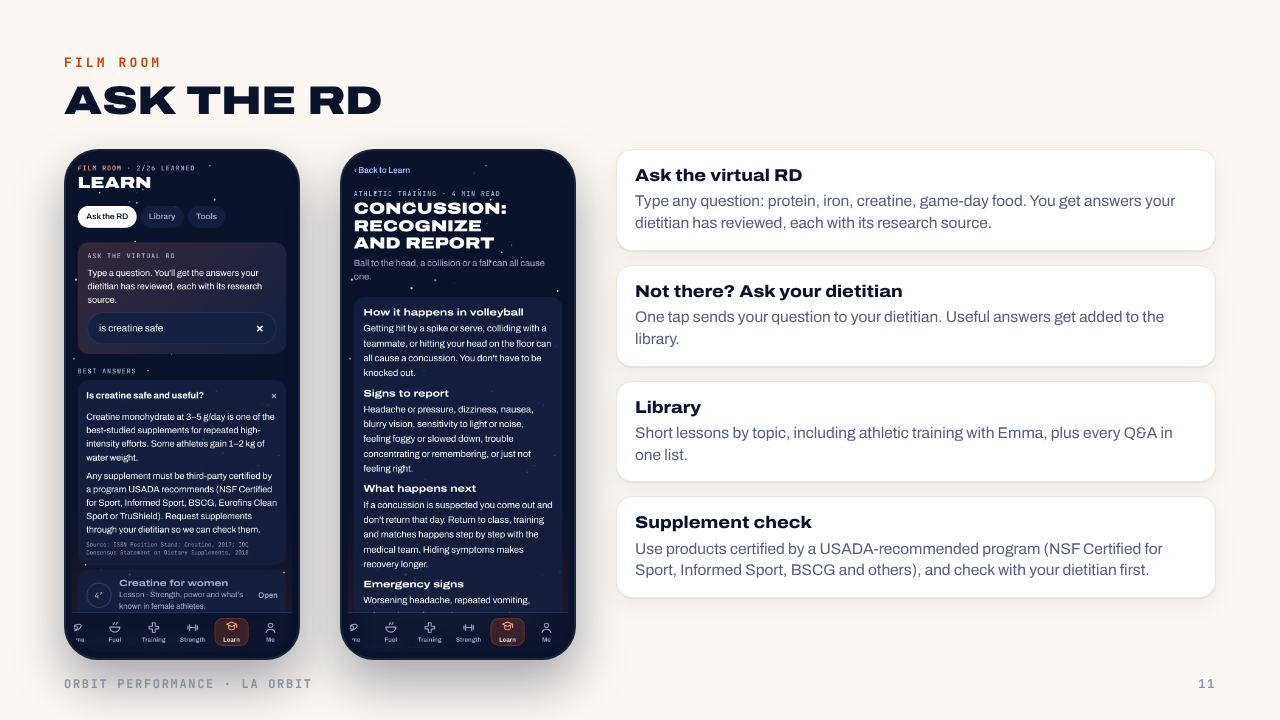 FILM ROOM
ASK THE RD
FILM ROOM · 2/26 LEARNED
LEARN
Ask the RD
Library
Tools
ASK THE VIRTUAL RD
Type a question. You'll get the answers your
dietitian has reviewed, each with its research
source.
is creatine safe
×
BEST ANSWERS
Is creatine safe and useful?
×
Creatine monohydrate at 3–5 g/day is one of the
best-studied supplements for repeated high-
intensity efforts. Some athletes gain 1–2 kg of
water weight.
Any supplement must be third-party certified by
a program USADA recommends (NSF Certified
for Sport, Informed Sport, BSCG, Eurofins Clean
Sport or TruShield). Request supplements
through your dietitian so we can check them.
Source: ISSN Position Stand: Creatine, 2017; IOC
Consensus Statement on Dietary Supplements, 2018
4′
Creatine for women
Lesson · Strength, power and what's
known in female athletes.
Open
me
Fuel
Training
Strength
Learn
Me
‹ Back to Learn
ATHLETIC TRAINING · 4 MIN READ
CONCUSSION:
RECOGNIZE
AND REPORT
Ball to the head, a collision or a fall can all cause
one.
How it happens in volleyball
Getting hit by a spike or serve, colliding with a
teammate, or hitting your head on the floor can
all cause a concussion. You don't have to be
knocked out.
Signs to report
Headache or pressure, dizziness, nausea,
blurry vision, sensitivity to light or noise,
feeling foggy or slowed down, trouble
concentrating or remembering, or just not
feeling right.
What happens next
If a concussion is suspected you come out and
don't return that day. Return to class, training
and matches happens step by step with the
medical team. Hiding symptoms makes
recovery longer.
Emergency signs
Worsening headache, repeated vomiting,
me
Fuel
Training
Strength
Learn
Me
Ask the virtual RD
Type any question: protein, iron, creatine, game-day food. You get answers your
dietitian has reviewed, each with its research source.
Not there? Ask your dietitian
One tap sends your question to your dietitian. Useful answers get added to the
library.
Library
Short lessons by topic, including athletic training with Emma, plus every Q&A in
one list.
Supplement check
Use products certified by a USADA-recommended program (NSF Certified for
Sport, Informed Sport, BSCG and others), and check with your dietitian first.
ORBIT PERFORMANCE · LA ORBIT
11